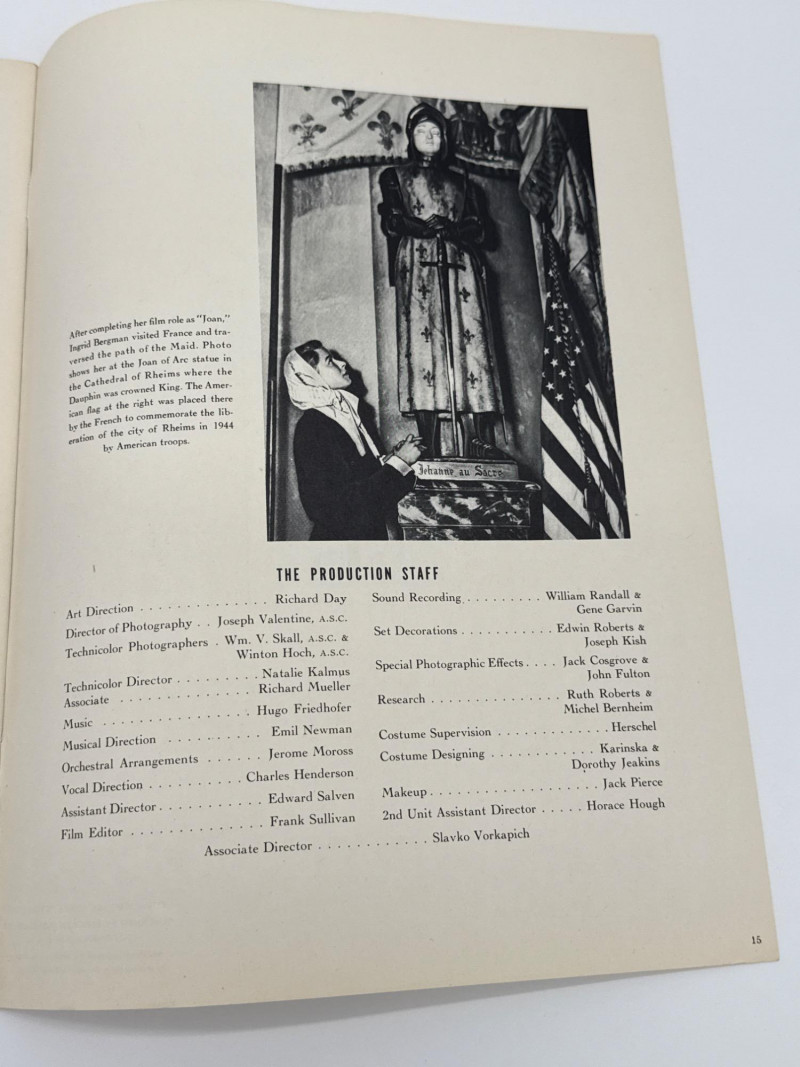 After completing her film role as "Joan,"
Ingrid Bergman visited France and tra-
versed the path of the Maid. Photo
shows her at the Joan of Arc statue in
the Cathedral of Rheims where the
Dauphin was crowned King. The Amer-
ican flag at the right was placed there
by the French to commemorate the lib-
eration of the city of Rheims in 1944
by American troops.
Jehanne au Sacre
THE PRODUCTION STAFF
Art Direction . . . . . . . . . . . . . . Richard Day
Director of Photography . . Joseph Valentine, A.S.C.
Technicolor Photographers . Wm. V. Skall, A.S.C. &
Winton Hoch, A.S.C.
Technicolor Director . . . . . . . . . Natalie Kalmus
Associate . . . . . . . . . . . . . . Richard Mueller
Music . . . . . . . . . . . . . . . Hugo Friedhofer
Musical Direction . . . . . . . . . . Emil Newman
Orchestral Arrangements . . . . . . Jerome Moross
Vocal Direction . . . . . . . . . . Charles Henderson
Assistant Director . . . . . . . . . . . Edward Salven
Film Editor . . . . . . . . . . . . . . Frank Sullivan
Sound Recording . . . . . . . . . William Randall &
Gene Garvin
Set Decorations . . . . . . . . . . . Edwin Roberts &
Joseph Kish
Special Photographic Effects . . . . Jack Cosgrove &
John Fulton
Research . . . . . . . . . . . . . . . Ruth Roberts &
Michel Bernheim
Costume Supervision . . . . . . . . . . . . . Herschel
Costume Designing . . . . . . . . . . . . Karinska &
Dorothy Jeakins
Makeup . . . . . . . . . . . . . . . . . . . Jack Pierce
2nd Unit Assistant Director . . . . . Horace Hough
Associate Director . . . . . . . . . . . . Slavko Vorkapich
15